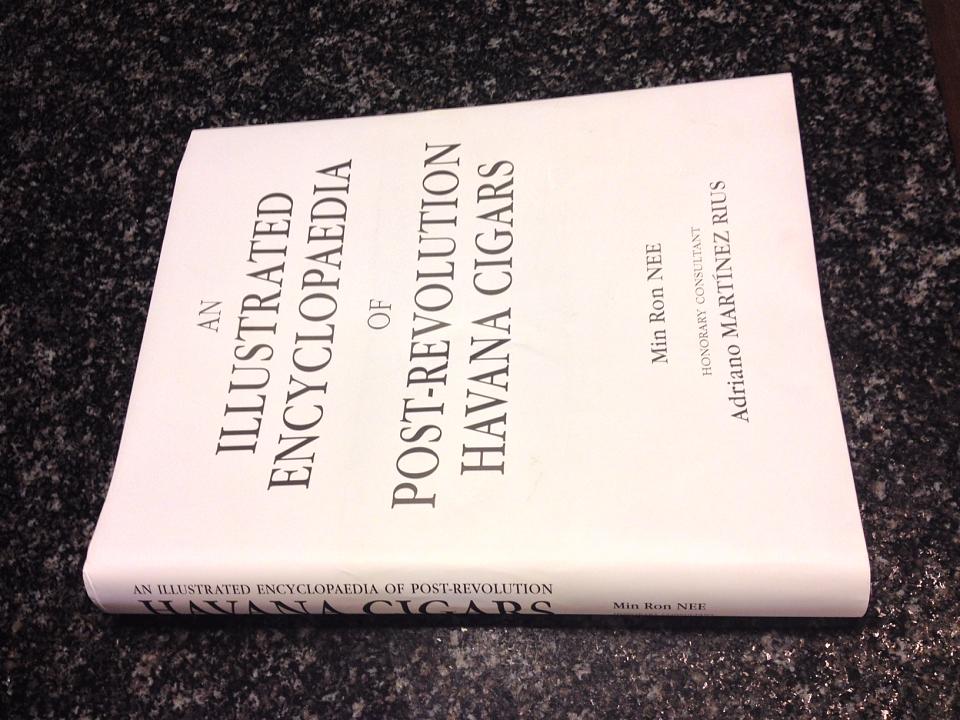 AN
ILLUSTRATED
ENCYCLOPAEDIA
OF
POST-REVOLUTION
HAVANA CIGARS
Min Ron NEE
HONORARY CONSULTANT
Adriano MARTÍNEZ RIUS
AN ILLUSTRATED ENCYCLOPAEDIA OF POST-REVOLUTION
HAVANA CIGARS
Min Ron NEE